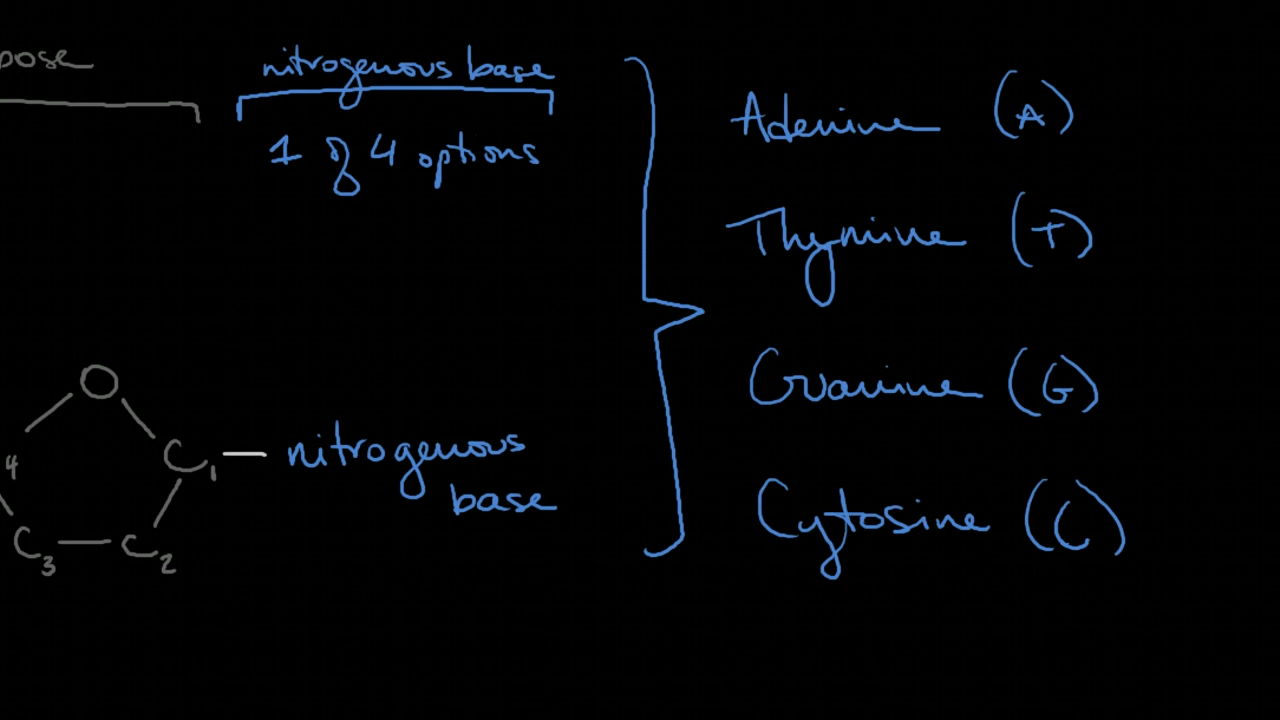 pose
nitrogenous base
1 of 4 options
Adenine (A)
Thymine (T)
Guanine (G)
Cytosine (C)
O
4
C1 — nitrogenous
base
C3 — C2